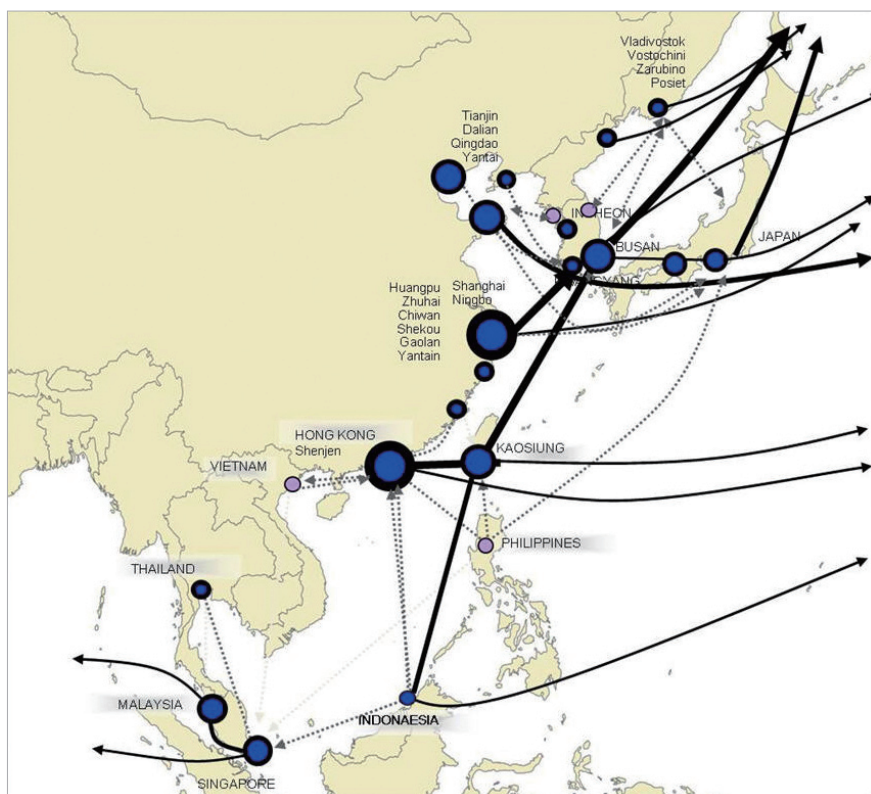 Vladivostok
Vostochini
Zarubino
Posiet
Tianjin
Dalian
Qingdao
Yantai
BUSAN
JAPAN
Huangpu
Zhuhai
Chiwan
Shekou
Gaolan
Yantain
Shanghai
Ningbo
HONG KONG
Shenjen
KAOSIUNG
VIETNAM
PHILIPPINES
THAILAND
MALAYSIA
INDONAESIA
SINGAPORE